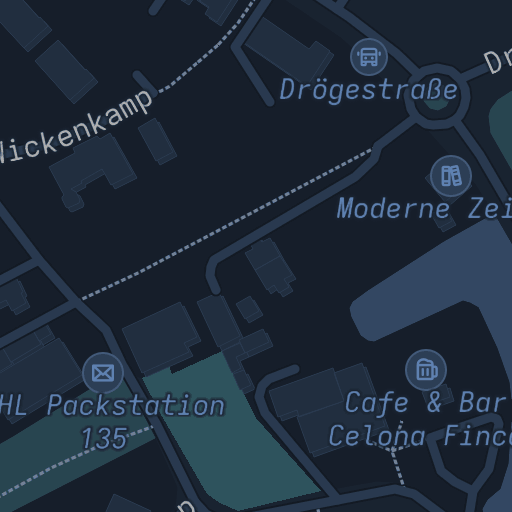 Drögestraße
Wickenkamp
Moderne Zei
HL Packstation
135
Cafe & Bar
Celona Finc